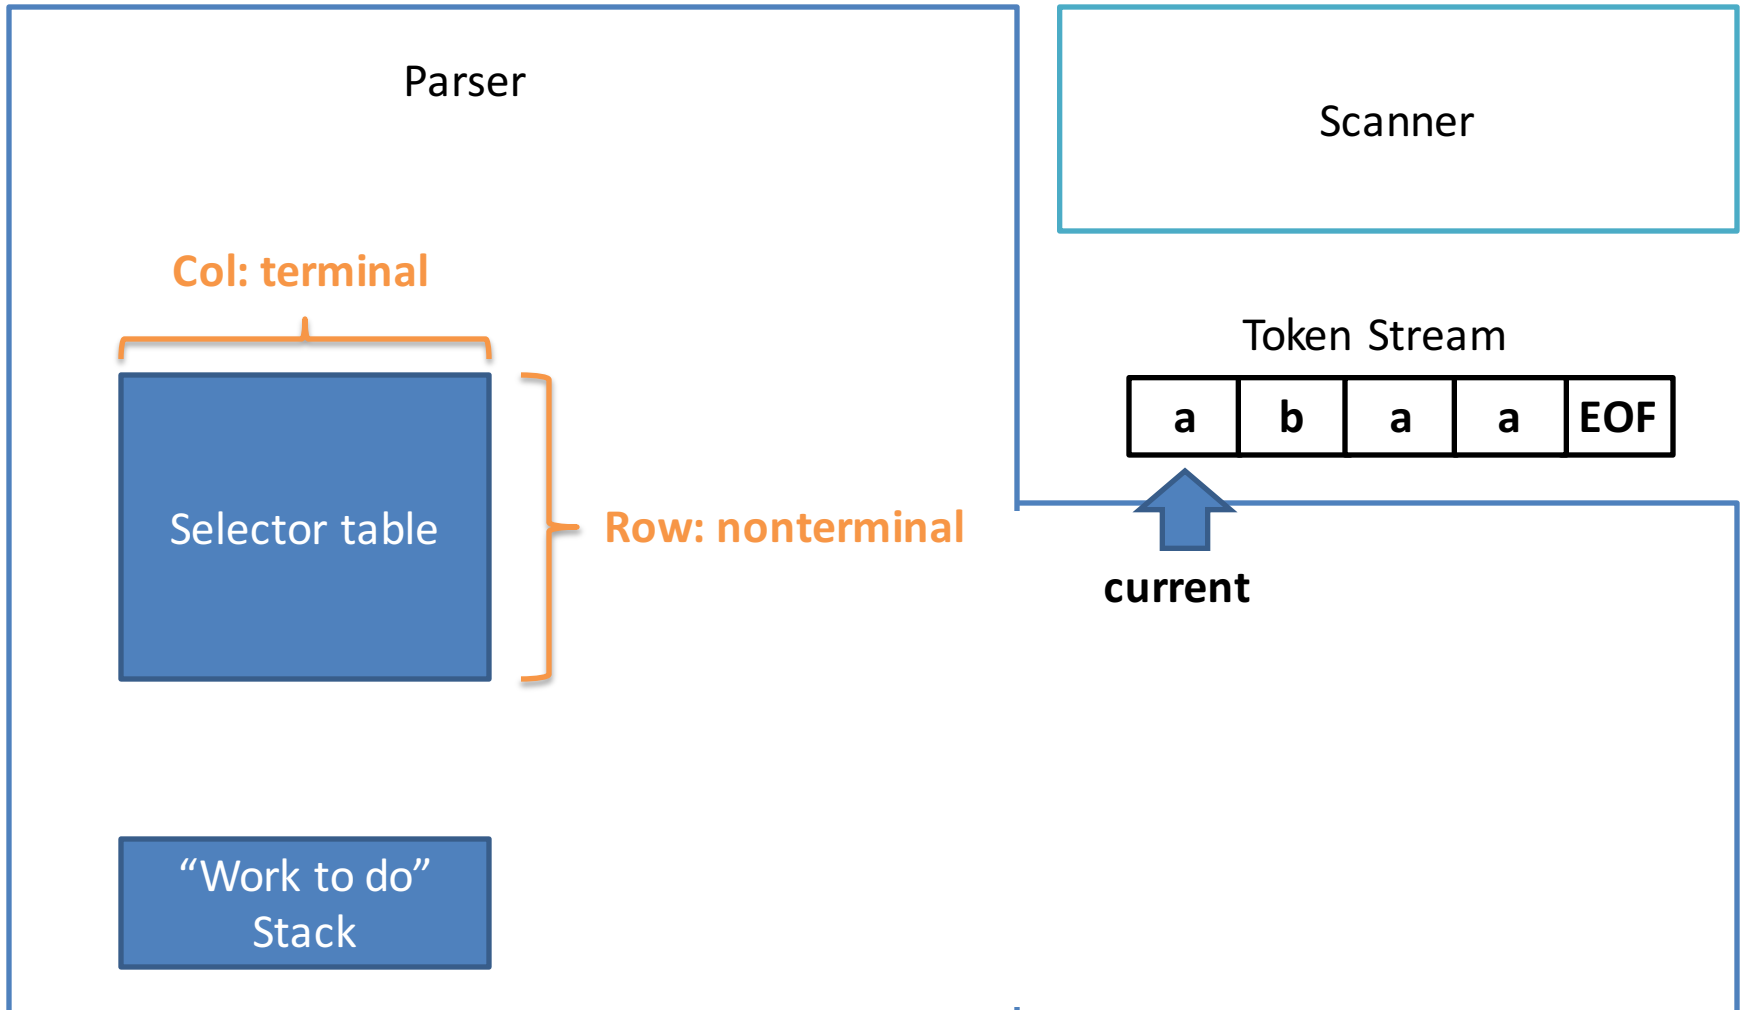 Parser
Scanner
Col: terminal
Token Stream
a b a a EOF
Selector table
Row: nonterminal
current
“Work to do”
Stack